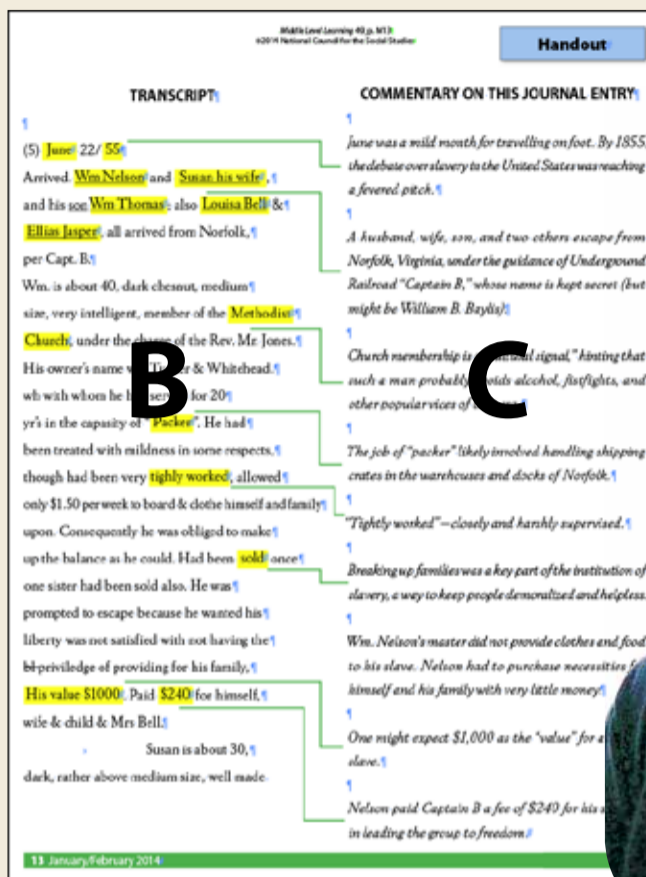 Middle Level Learning 49, p. M13
©2014 National Council for the Social Studies
Handout
TRANSCRIPT
(5) June 22/ 55
Arrived. Wm Nelson and Susan his wife,
and his son Wm Thomas; also Louisa Bell &
Ellias Jasper, all arrived from Norfolk,
per Capt. B.
Wm. is about 40, dark chesnut, medium
size, very intelligent, member of the Methodist
Church, under the charge of the Rev. Mr. Jones.
His owner's name & Whitehead.
wh with whom he for 20
yr's in the capasity of "Packer". He had
been treated with mildness in some respects,
though had been very tighly worked, allowed
only $1.50 per week to board & clothe himself and family
upon. Consequently he was obliged to make
up the balance as he could. Had been sold once
one sister had been sold also. He was
prompted to escape because he wanted his
liberty was not satisfied with not having the
bl priviledge of providing for his family,
His value $1000. Paid $240 for himself,
wife & child & Mrs Bell.
Susan is about 30,
dark, rather above medium size, well made
B
COMMENTARY ON THIS JOURNAL ENTRY
June was a mild month for travelling on foot. By 1855,
the debate over slavery in the United States was reaching
a fevered pitch.
A husband, wife, son, and two others escape from
Norfolk, Virginia, under the guidance of Underground
Railroad "Captain B," whose name is kept secret (but
might be William B. Baylis)
Church membership is signal," hinting that
such a man probably avoids alcohol, fistfights, and
other popular vices of
The job of "packer" likely involved handling shipping
crates in the warehouses and docks of Norfolk.
"Tightly worked"—closely and harshly supervised.
Breaking up families was a key part of the institution of
slavery, a way to keep people demoralized and helpless.
Wm. Nelson's master did not provide clothes and food
to his slave. Nelson had to purchase necessities
himself and his family with very little money
One might expect $1,000 as the "value" for a
slave.
Nelson paid Captain B a fee of $240 for his
in leading the group to freedom.
C
13 January/February 2014